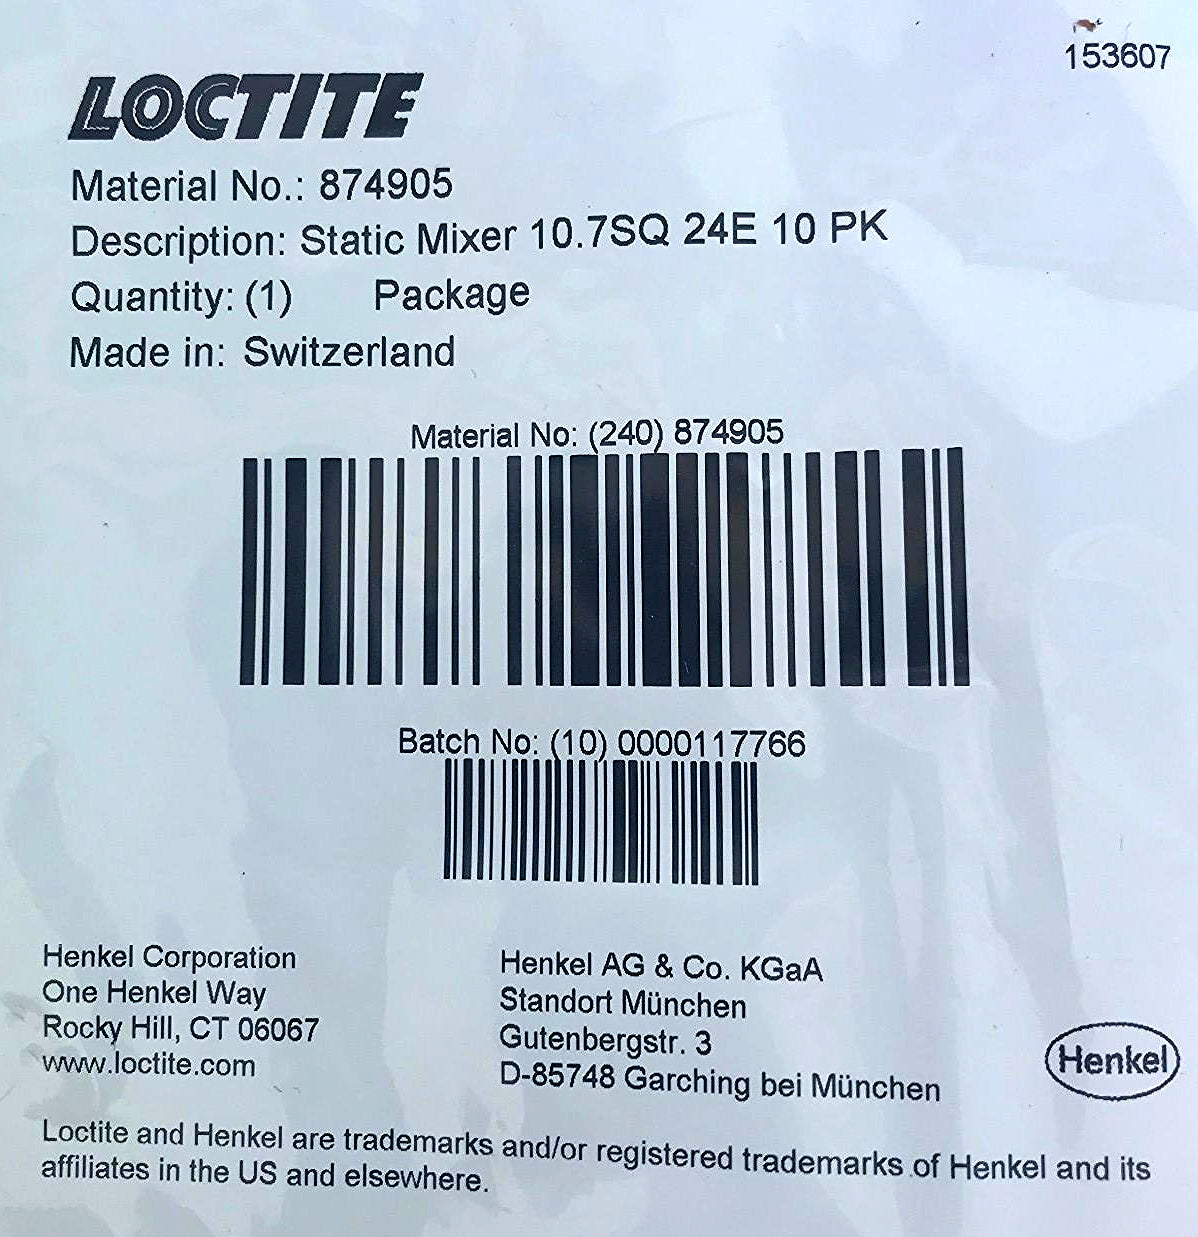 153607
LOCTITE
Material No.: 874905
Description: Static Mixer 10.7SQ 24E 10 PK
Quantity: (1) Package
Made in: Switzerland
Material No: (240) 874905
Batch No: (10) 0000117766
Henkel Corporation
One Henkel Way
Rocky Hill, CT 06067
www.loctite.com
Henkel AG & Co. KGaA
Standort München
Gutenbergstr. 3
D-85748 Garching bei München
Henkel
Loctite and Henkel are trademarks and/or registered trademarks of Henkel and its
affiliates in the US and elsewhere.